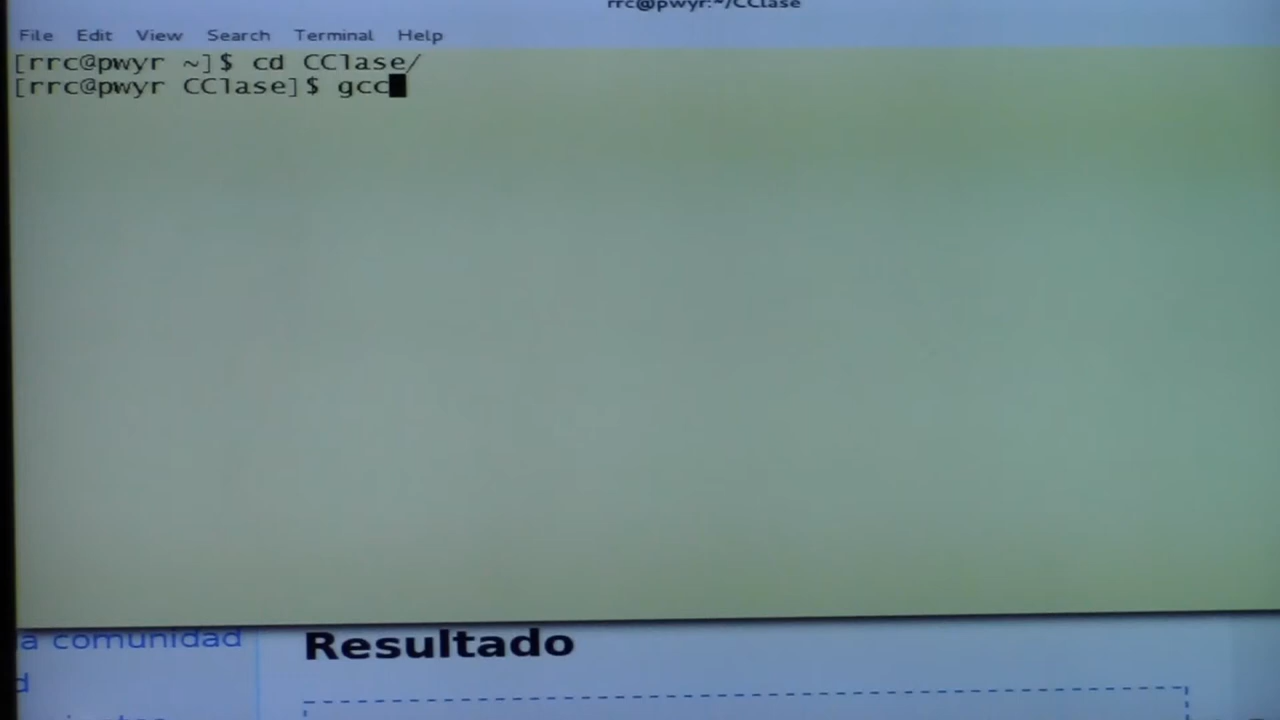 rrc@pwyr:~/CClase
File Edit View Search Terminal Help
[rrc@pwyr ~]$ cd CClase/
[rrc@pwyr CClase]$ gcc
a comunidad
Resultado
d